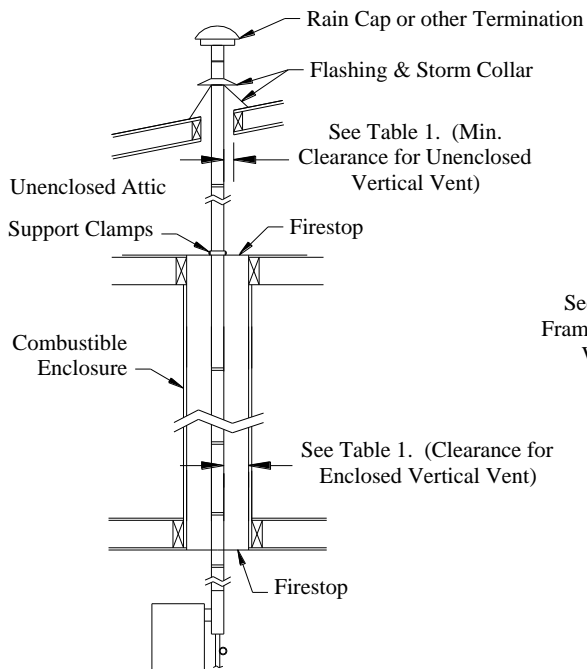 Rain Cap or other Termination
Flashing & Storm Collar
See Table 1. (Min.
Clearance for Unenclosed
Vertical Vent)
Unenclosed Attic
Support Clamps
Firestop
Combustible
Enclosure
See Table 1. (Clearance for
Enclosed Vertical Vent)
Firestop